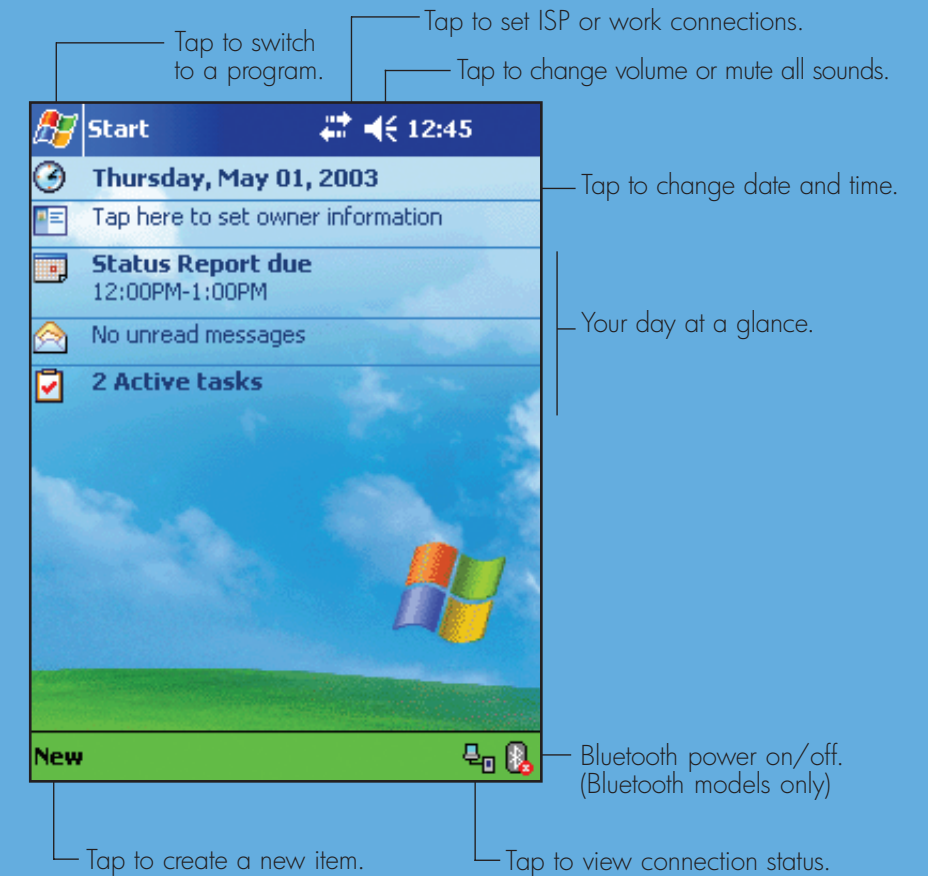 Tap to set ISP or work connections.
Tap to switch
to a program.
Tap to change volume or mute all sounds.
Start
12:45
Thursday, May 01, 2003
Tap to change date and time.
Tap here to set owner information
Status Report due
12:00PM-1:00PM
Your day at a glance.
No unread messages
2 Active tasks
New
Bluetooth power on/off.
(Bluetooth models only)
Tap to create a new item.
Tap to view connection status.